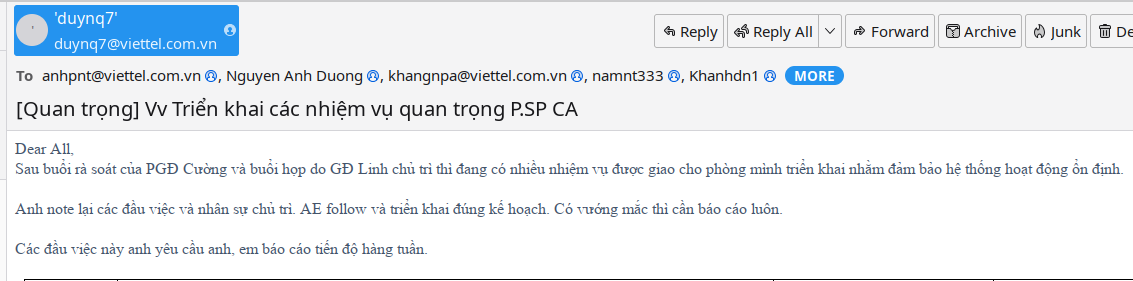 'duynq7'
duynq7@viettel.com.vn
Reply
Reply All
Forward
Archive
Junk
To anhpnt@viettel.com.vn, Nguyen Anh Duong, khangnpa@viettel.com.vn, namnt333, Khanhdn1 MORE
[Quan trọng] Vv Triển khai các nhiệm vụ quan trọng P.SP CA
Dear All,
Sau buổi rà soát của PGĐ Cường và buổi họp do GĐ Linh chủ trì thì đang có nhiều nhiệm vụ được giao cho phòng mình triển khai nhằm đảm bảo hệ thống hoạt động ổn định.
Anh note lại các đầu việc và nhân sự chủ trì. AE follow và triển khai đúng kế hoạch. Có vướng mắc thì cần báo cáo luôn.
Các đầu việc này anh yêu cầu anh, em báo cáo tiến độ hàng tuần.